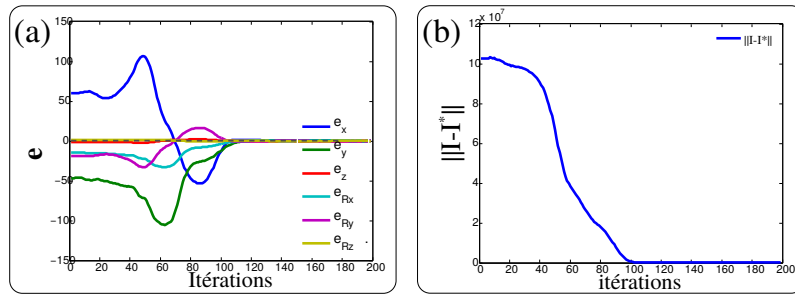 (a)
150
100
50
0
−50
−100
−150
e
e_x
e_y
e_z
e_Rx
e_Ry
e_Rz
0 20 40 60 80 100 120 140 160 180 200
Itérations
(b)
12 x 10^7
10
8
6
4
2
0
||I-I*||
||I-I*||
0 20 40 60 80 100 120 140 160 180 200
itérations